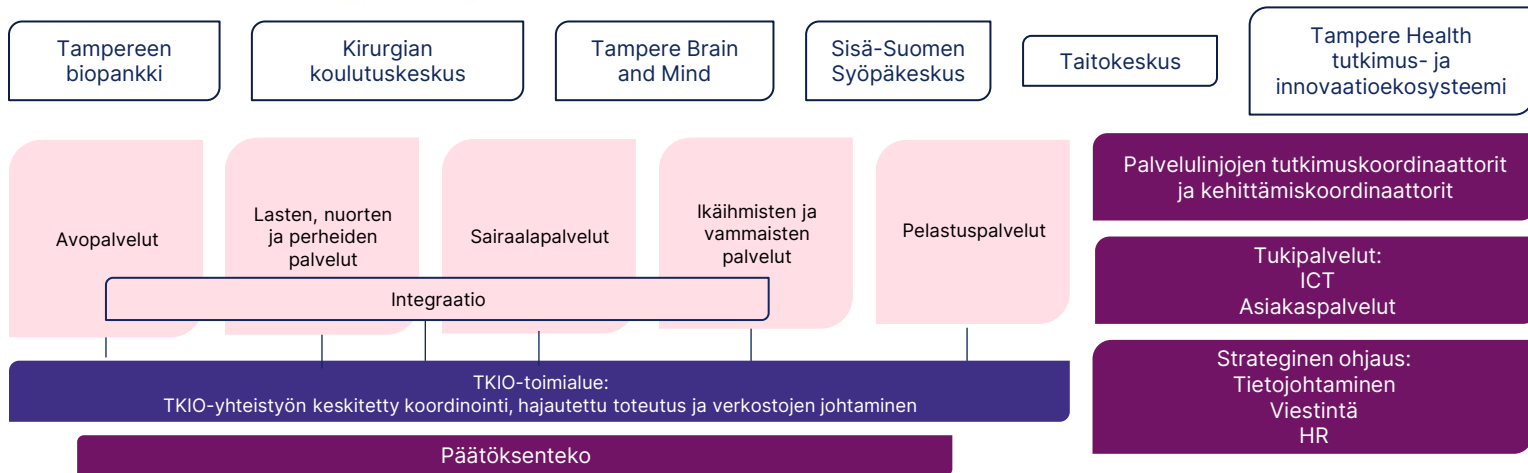 Tampereen
biopankki
Kirurgian
koulutuskeskus
Tampere Brain
and Mind
Sisä-Suomen
Syöpäkeskus
Taitokeskus
Tampere Health
tutkimus- ja
innovaatioekosysteemi
Avopalvelut
Lasten, nuorten
ja perheiden
palvelut
Sairaalapalvelut
Ikäihmisten ja
vammaisten
palvelut
Pelastuspalvelut
Integraatio
TKIO-toimialue:
TKIO-yhteistyön keskitetty koordinointi, hajautettu toteutus ja verkostojen johtaminen
Päätöksenteko
Palvelulinjojen tutkimuskoordinaattorit
ja kehittämiskoordinaattorit
Tukipalvelut:
ICT
Asiakaspalvelut
Strateginen ohjaus:
Tietojohtaminen
Viestintä
HR